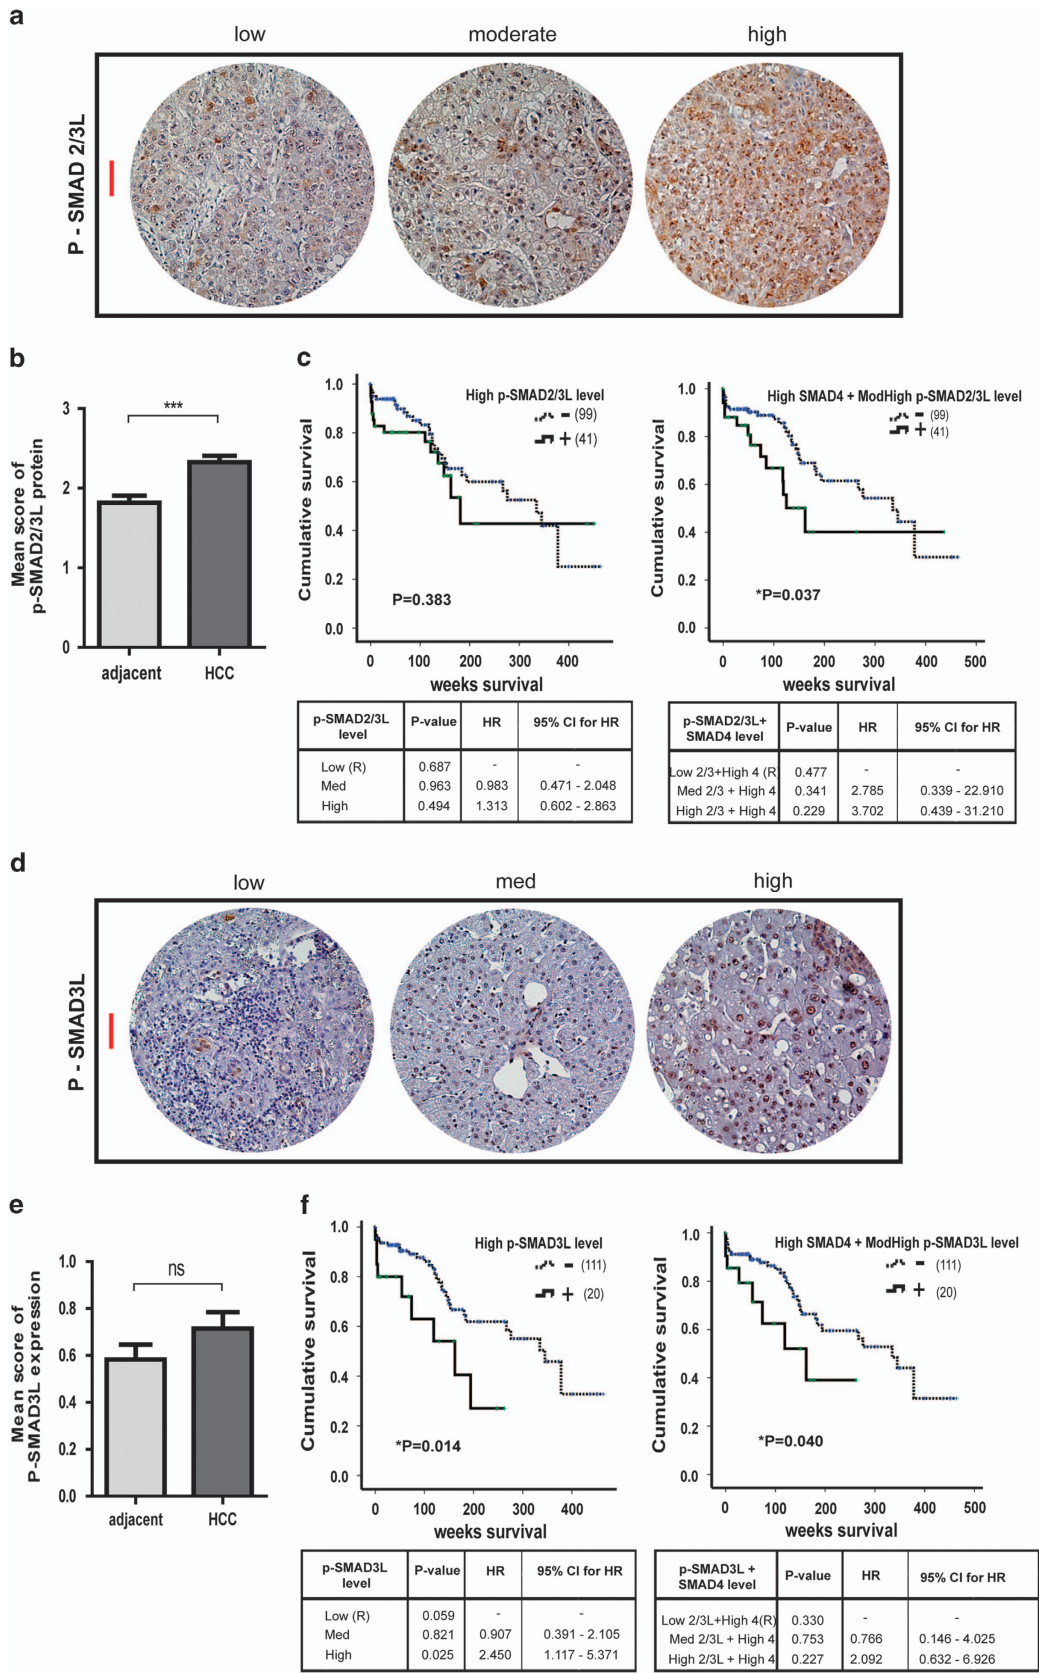 a
low moderate high
P - SMAD 2/3L
b
Mean score of
p-SMAD2/3L protein
3
2
1
0
***
adjacent HCC
c
Cumulative survival
1.0
0.8
0.6
0.4
0.2
0.0
High p-SMAD2/3L level
- (99)
+ (41)
P=0.383
0 100 200 300 400
weeks survival
Cumulative survival
1.0
0.8
0.6
0.4
0.2
0.0
High SMAD4 + ModHigh p-SMAD2/3L level
- (99)
+ (41)
*P=0.037
0 100 200 300 400 500
weeks survival
p-SMAD2/3L level P-value HR 95% CI for HR
Low (R) 0.687 - -
Med 0.963 0.983 0.471 - 2.048
High 0.494 1.313 0.602 - 2.863
p-SMAD2/3L+ SMAD4 level P-value HR 95% CI for HR
Low 2/3+High 4 (R) 0.477 - -
Med 2/3 + High 4 0.341 2.785 0.339 - 22.910
High 2/3 + High 4 0.229 3.702 0.439 - 31.210
d
low med high
P - SMAD3L
e
Mean score of
P-SMAD3L expression
1.0
0.8
0.6
0.4
0.2
0.0
ns
adjacent HCC
f
Cumulative survival
1.0
0.8
0.6
0.4
0.2
0.0
High p-SMAD3L level
- (111)
+ (20)
*P=0.014
0 100 200 300 400
weeks survival
Cumulative survival
1.0
0.8
0.6
0.4
0.2
0.0
High SMAD4 + ModHigh p-SMAD3L level
- (111)
+ (20)
*P=0.040
0 100 200 300 400 500
weeks survival
p-SMAD3L level P-value HR 95% CI for HR
Low (R) 0.059 - -
Med 0.821 0.907 0.391 - 2.105
High 0.025 2.450 1.117 - 5.371
p-SMAD3L + SMAD4 level P-value HR 95% CI for HR
Low 2/3L+High 4(R) 0.330 - -
Med 2/3L + High 4 0.753 0.766 0.146 - 4.025
High 2/3L + High 4 0.227 2.092 0.632 - 6.926